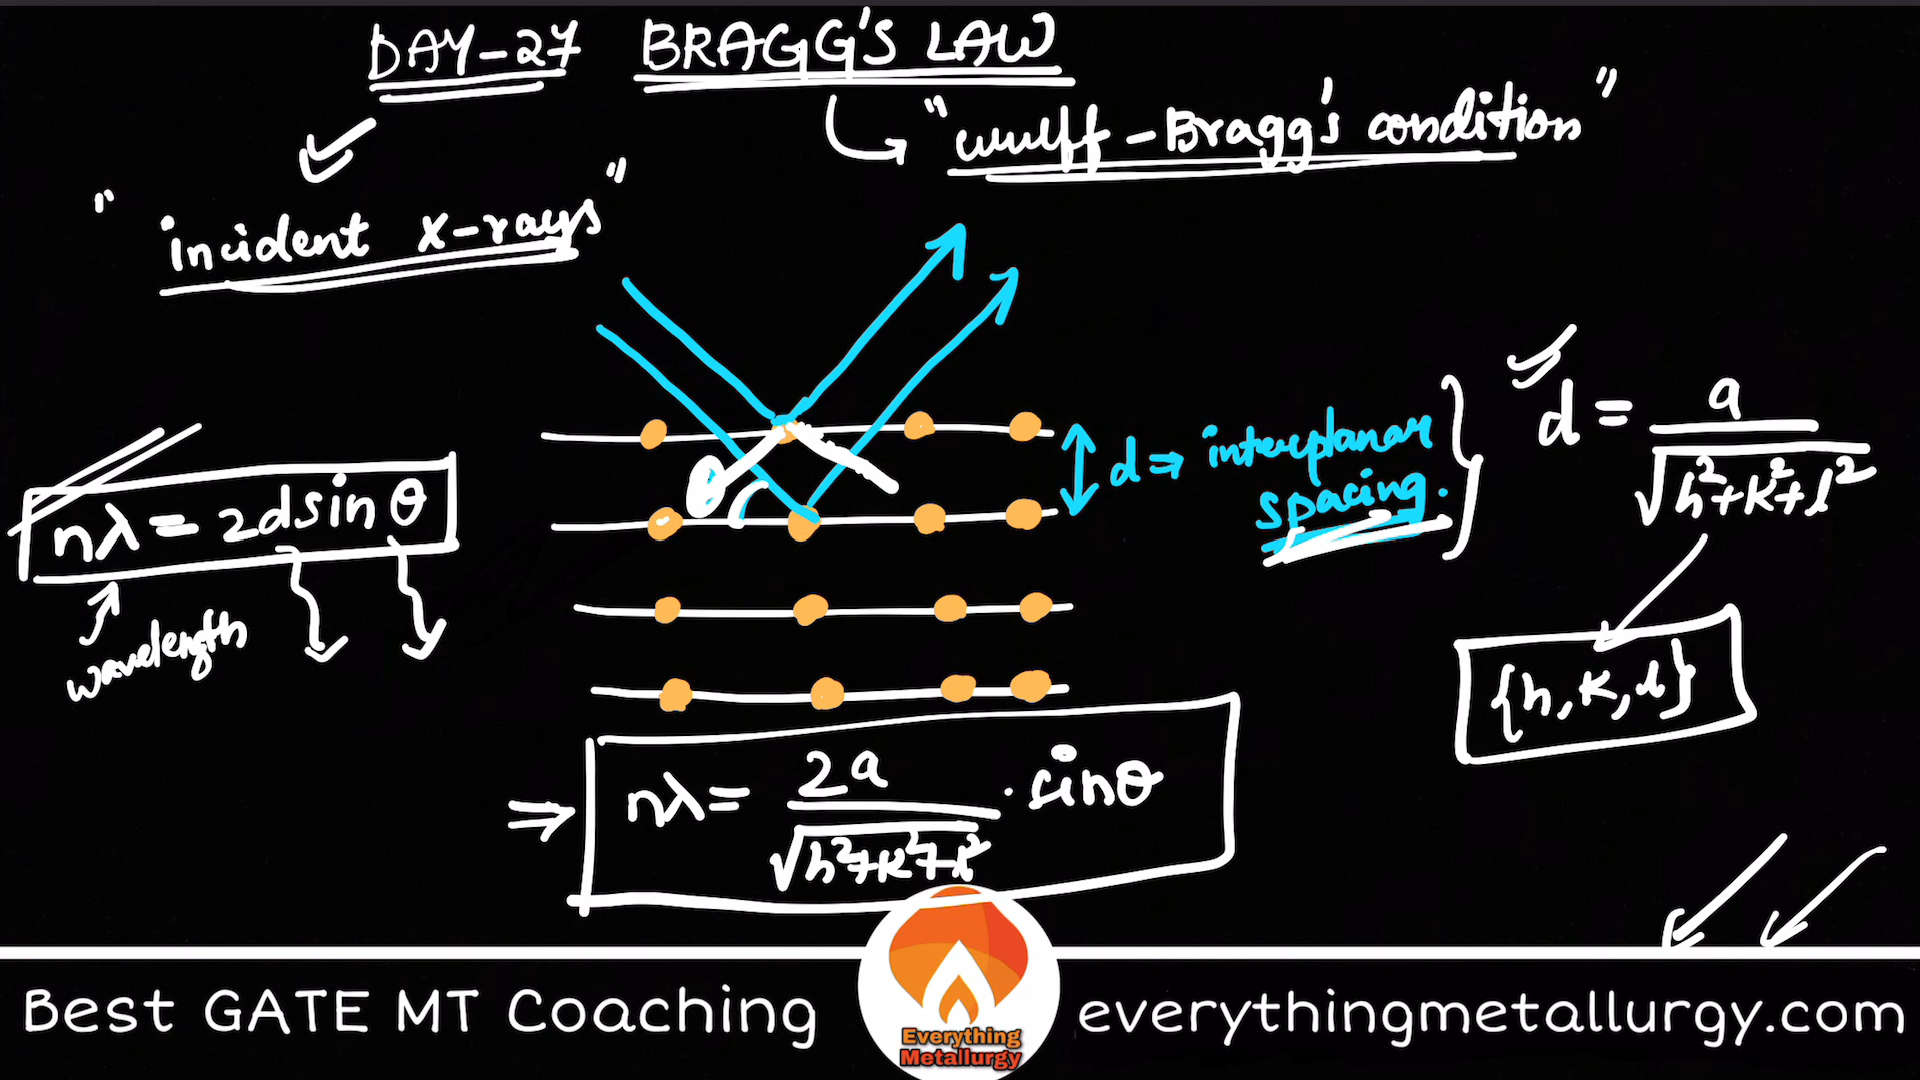 DAY-27 BRAGG'S LAW
"wulff-Bragg's condition"
"incident x-rays"
nλ = 2dsinθ
wavelength
θ
d ⇒ interplanar
spacing.
d = a / √h²+k²+l²
{h,k,l}
⇒ nλ = 2a / √h²+k²+l² . sinθ
Best GATE MT Coaching
Everything
Metallurgy
everythingmetallurgy.com